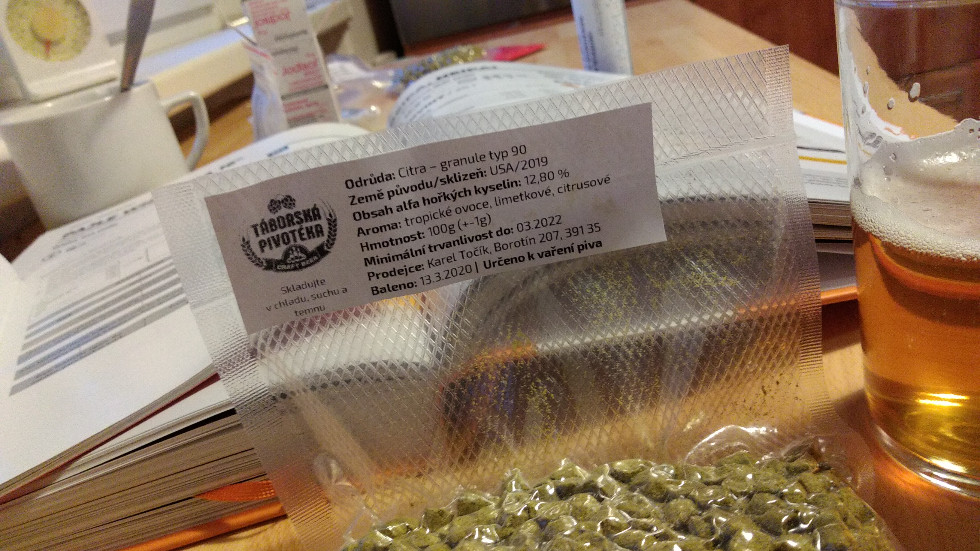 TÁBORSKÁ
PIVOTÉKA
CRAFT BEER
Skladujte
v chladu, suchu a
temnu
Odrůda: Citra – granule typ 90
Země původu/sklizeň: USA/2019
Obsah alfa hořkých kyselin: 12,80 %
Aroma: tropické ovoce, limetkové, citrusové
Hmotnost: 100g (+-1g)
Minimální trvanlivost do: 03.2022
Prodejce: Karel Točík, Borotín 207, 391 35
Baleno: 13.3.2020 | Určeno k vaření piva